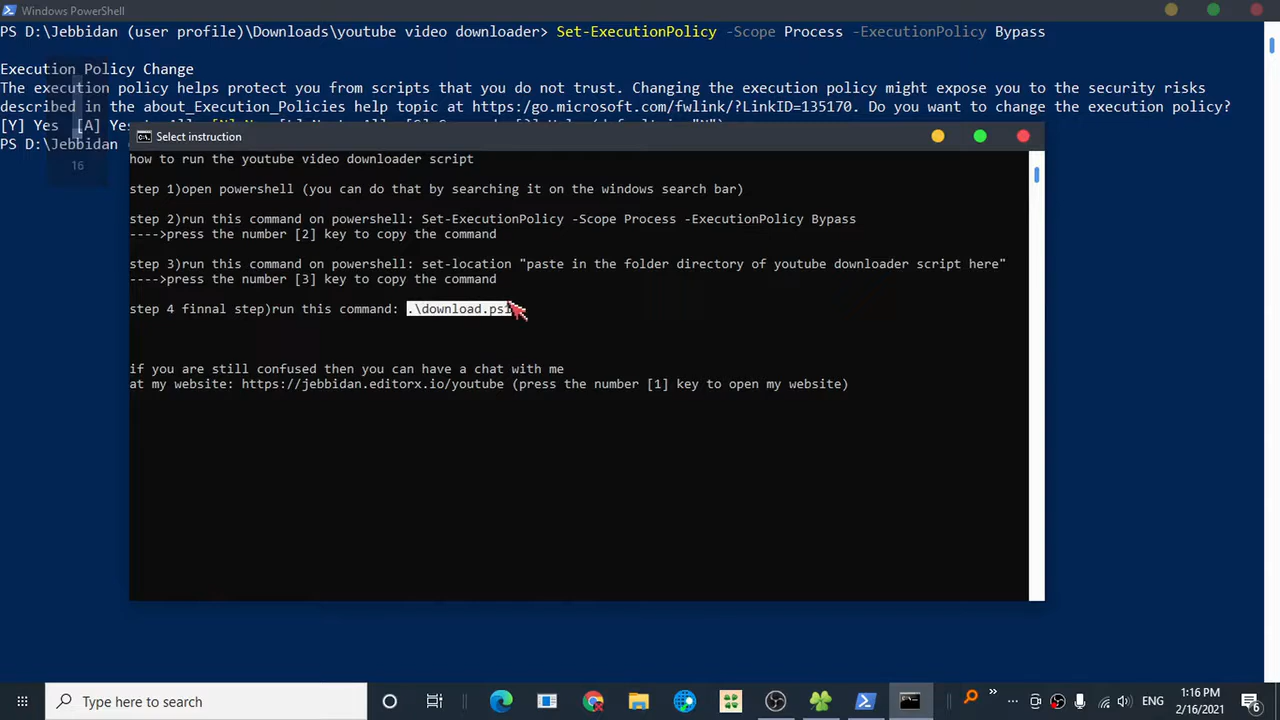 Windows PowerShell
PS D:\Jebbidan (user profile)\Downloads\youtube video downloader> Set-ExecutionPolicy -Scope Process -ExecutionPolicy Bypass
Execution Policy Change
The execution policy helps protect you from scripts that you do not trust. Changing the execution policy might expose you to the security risks
described in the about_Execution_Policies help topic at https:/go.microsoft.com/fwlink/?LinkID=135170. Do you want to change the execution policy?
[Y] Yes [A] Yes
PS D:\Jebbidan
16
Select instruction
how to run the youtube video downloader script
step 1)open powershell (you can do that by searching it on the windows search bar)
step 2)run this command on powershell: Set-ExecutionPolicy -Scope Process -ExecutionPolicy Bypass
---->press the number [2] key to copy the command
step 3)run this command on powershell: set-location "paste in the folder directory of youtube downloader script here"
---->press the number [3] key to copy the command
step 4 finnal step)run this command: .\download.ps1
if you are still confused then you can have a chat with me
at my website: https://jebbidan.editorx.io/youtube (press the number [1] key to open my website)
Type here to search
ENG
1:16 PM
2/16/2021
6